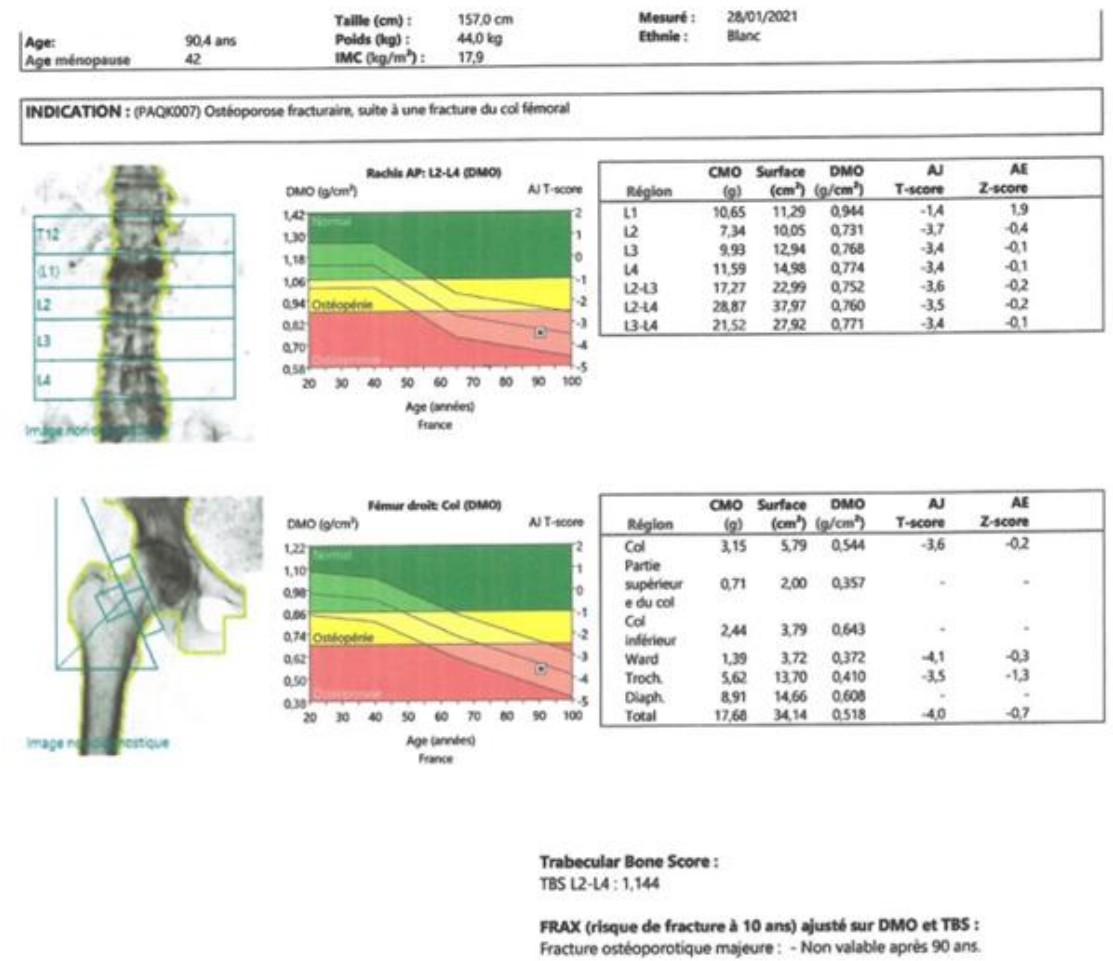 Taille (cm) : 157,0 cm Mesuré : 28/01/2021
Age: 90,4 ans Poids (kg) : 44,0 kg Ethnie : Blanc
Age ménopause 42 IMC (kg/m²) : 17,9
INDICATION : (PAQK007) Ostéoporose fracturaire, suite à une fracture du col fémoral
T12
(L1)
L2
L3
L4
Rachis AP: L2-L4 (DMO)
DMO (g/cm²) AJ T-score
Normal
Ostéopénie
Ostéoporose
1,42
1,30
1,18
1,06
0,94
0,82
0,70
0,58
2
1
0
-1
-2
-3
-4
-5
20 30 40 50 60 70 80 90 100
Age (années)
France
CMO Surface DMO AJ AE
Région (g) (cm²) (g/cm²) T-score Z-score
L1 10,65 11,29 0,944 -1,4 1,9
L2 7,34 10,05 0,731 -3,7 -0,4
L3 9,93 12,94 0,768 -3,4 -0,1
L4 11,59 14,98 0,774 -3,4 -0,1
L2-L3 17,27 22,99 0,752 -3,6 -0,2
L2-L4 28,87 37,97 0,760 -3,5 -0,2
L3-L4 21,52 27,92 0,771 -3,4 -0,1
Fémur droit: Col (DMO)
DMO (g/cm²) AJ T-score
Normal
Ostéopénie
Ostéoporose
1,22
1,10
0,98
0,86
0,74
0,62
0,50
0,38
2
1
0
-1
-2
-3
-4
-5
20 30 40 50 60 70 80 90 100
Age (années)
France
Image
CMO Surface DMO AJ AE
Région (g) (cm²) (g/cm²) T-score Z-score
Col 3,15 5,79 0,544 -3,6 -0,2
Partie
supérieur 0,71 2,00 0,357 - -
e du col
Col
inférieur 2,44 3,79 0,643 - -
Ward 1,39 3,72 0,372 -4,1 -0,3
Troch. 5,62 13,70 0,410 -3,5 -1,3
Diaph. 8,91 14,66 0,608 - -
Total 17,68 34,14 0,518 -4,0 -0,7
Trabecular Bone Score :
TBS L2-L4 : 1,144
FRAX (risque de fracture à 10 ans) ajusté sur DMO et TBS :
Fracture ostéoporotique majeure : - Non valable après 90 ans.